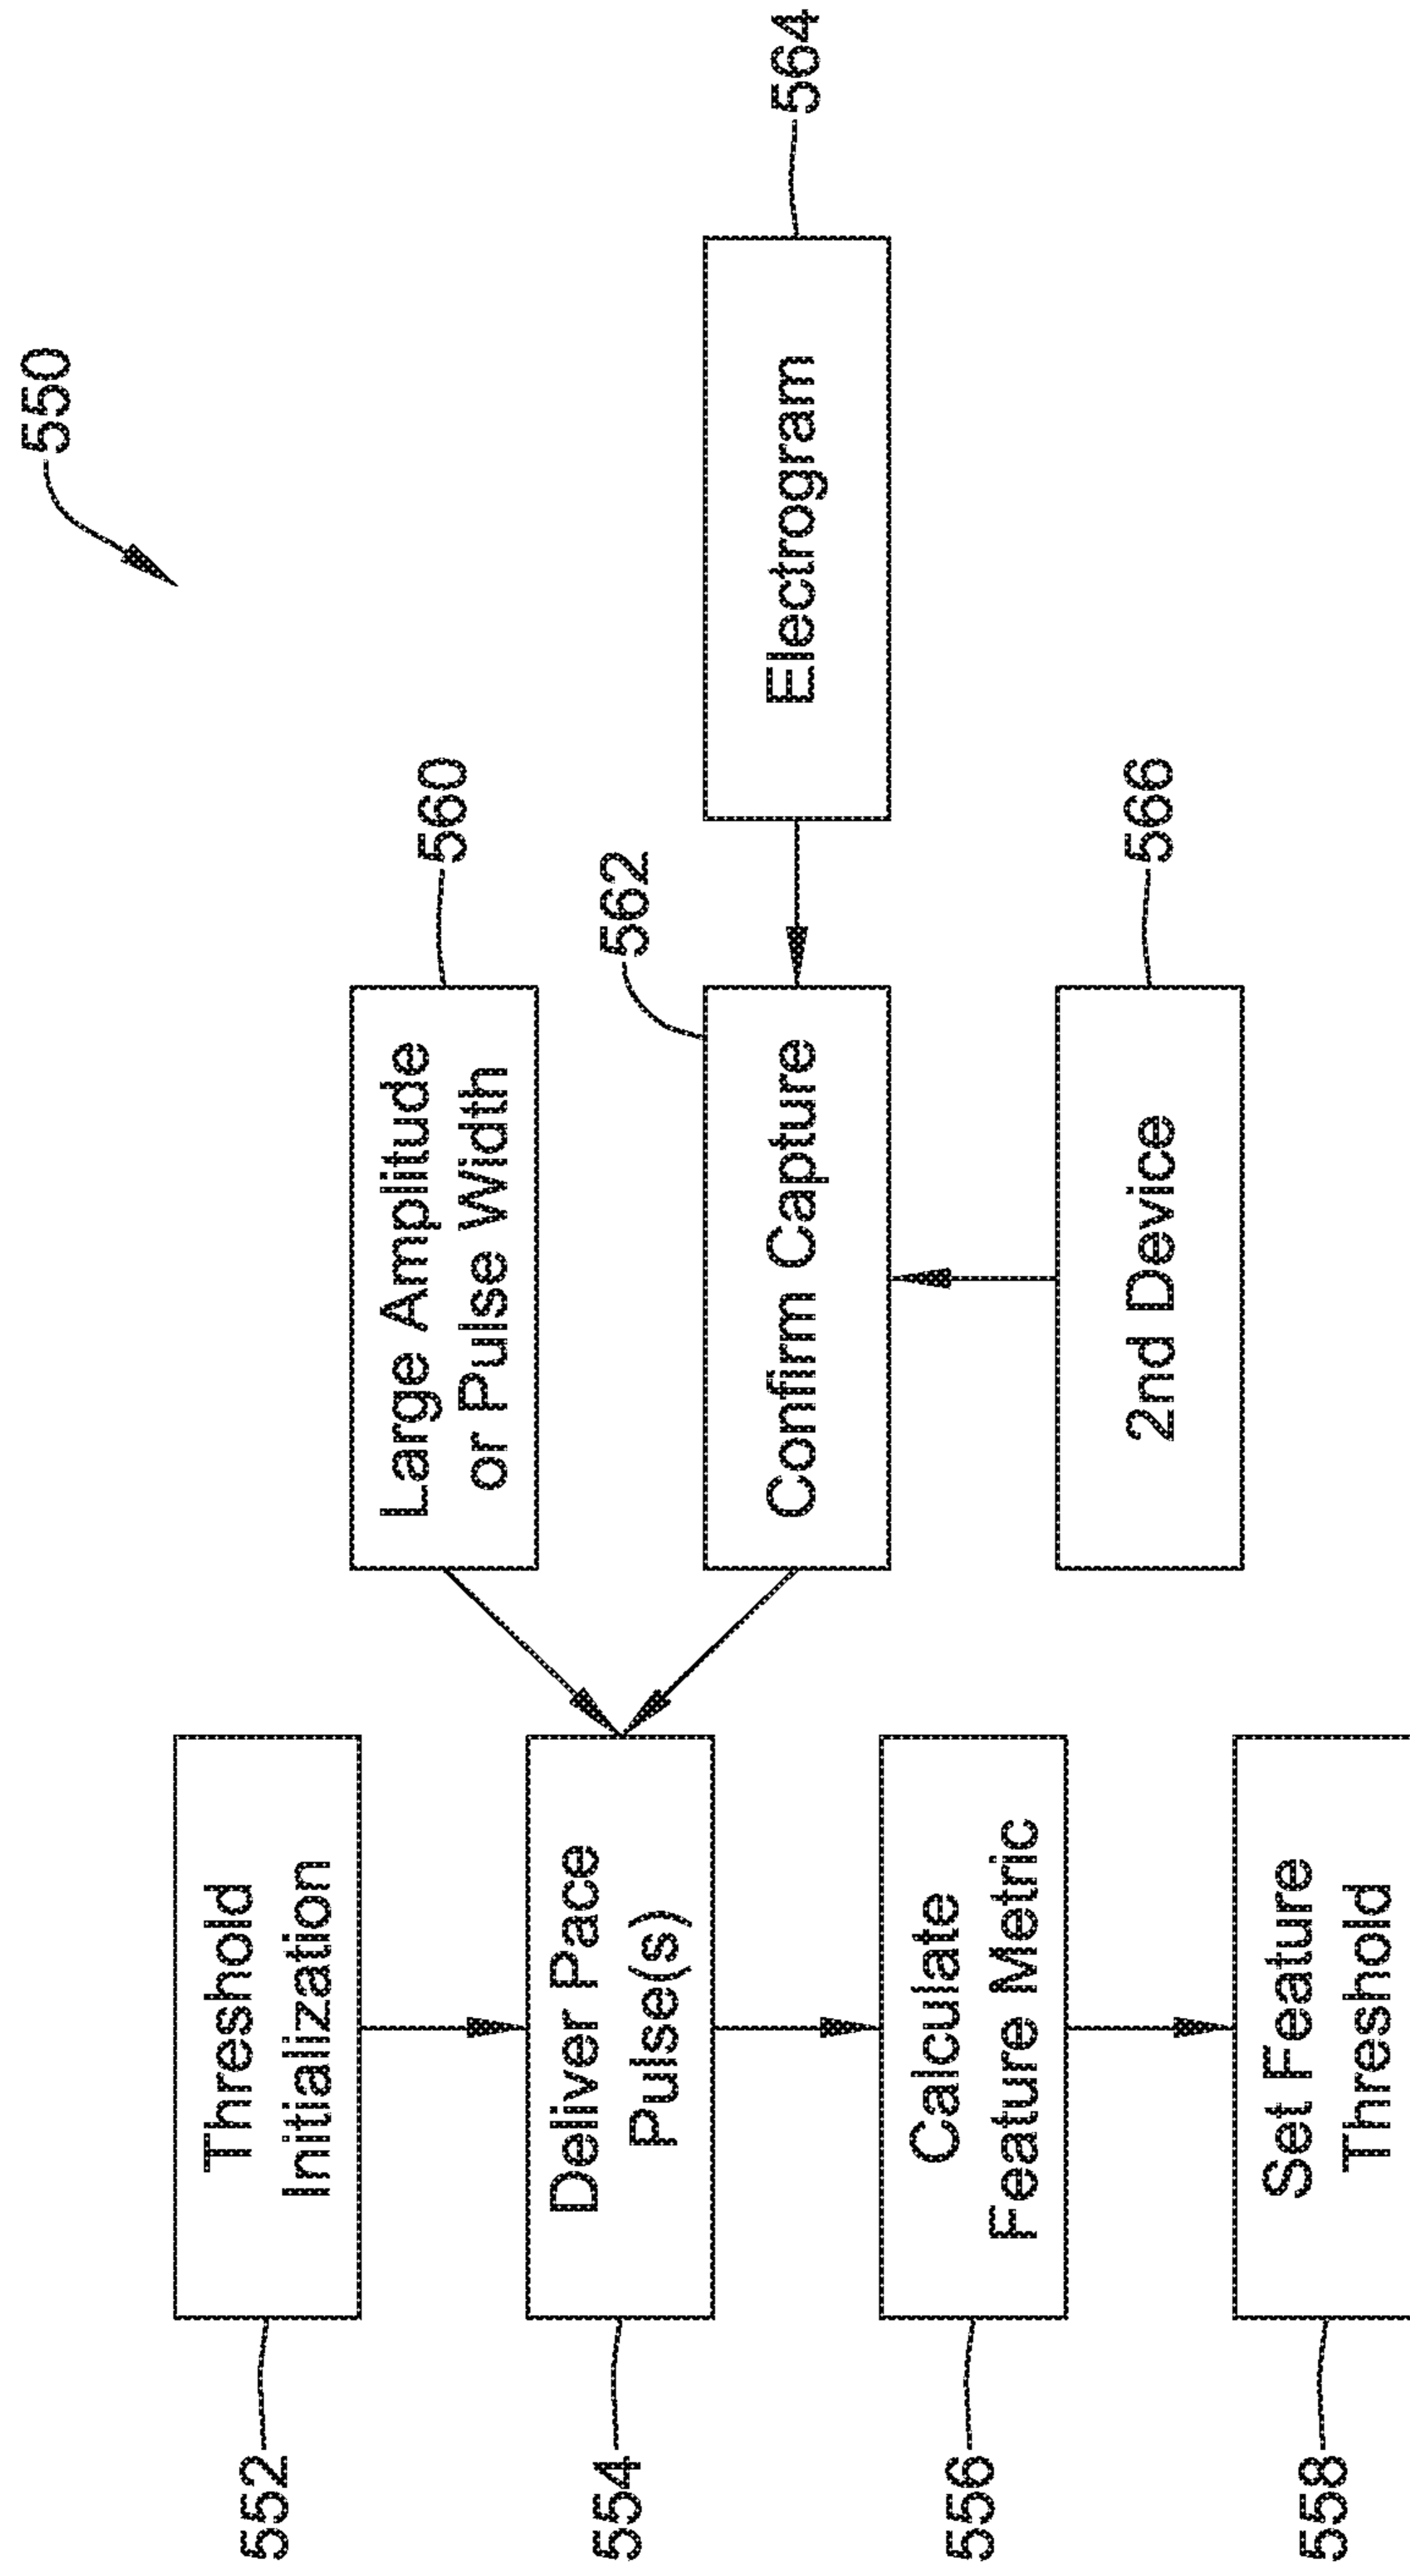 550
552
Threshold
Initialization
554
Deliver Pace
Pulse(s)
556
Calculate
Feature Metric
558
Set Feature
Threshold
560
Large Amplitude
or Pulse Width
562
Confirm Capture
564
Electrogram
566
2nd Device